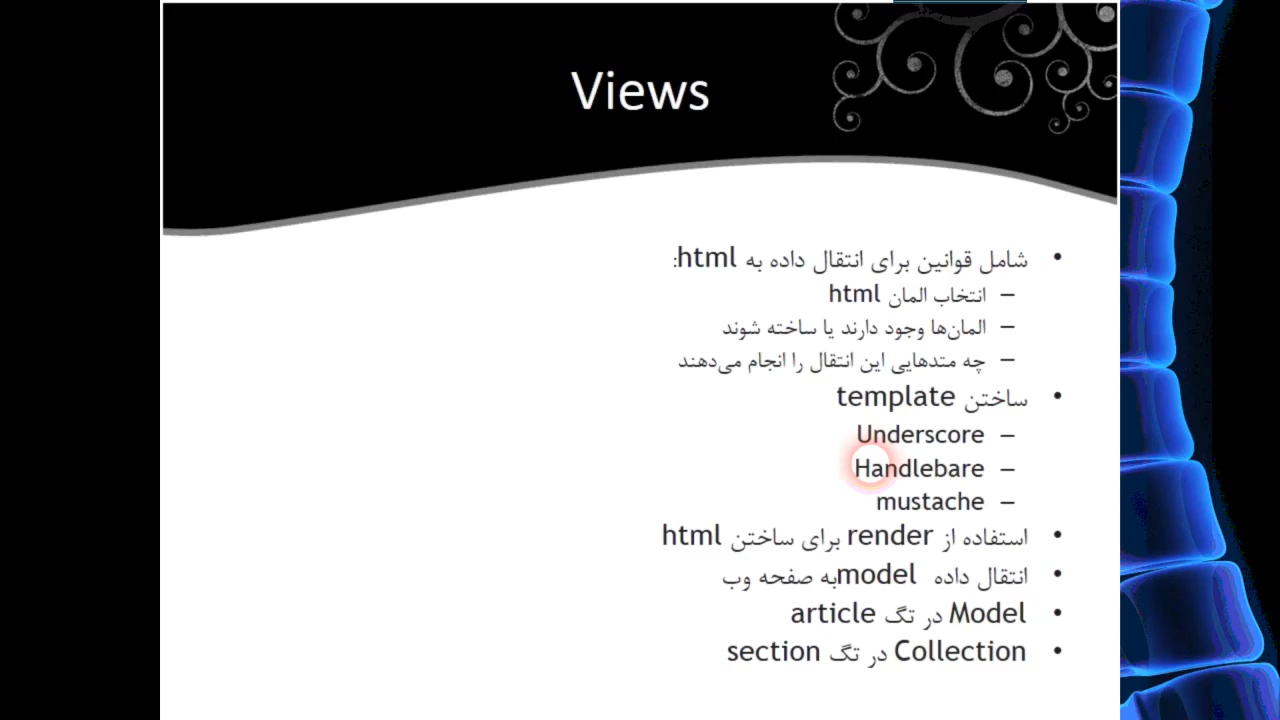 Views
• شامل قوانین برای انتقال داده به html:
– انتخاب المان html
– المان‌ها وجود دارند یا ساخته شوند
– چه متدهایی این انتقال را انجام می‌دهند
• ساختن template
– Underscore
– Handlebare
– mustache
• استفاده از render برای ساختن html
• انتقال داده modelبه صفحه وب
• Model در تگ article
• Collection در تگ section